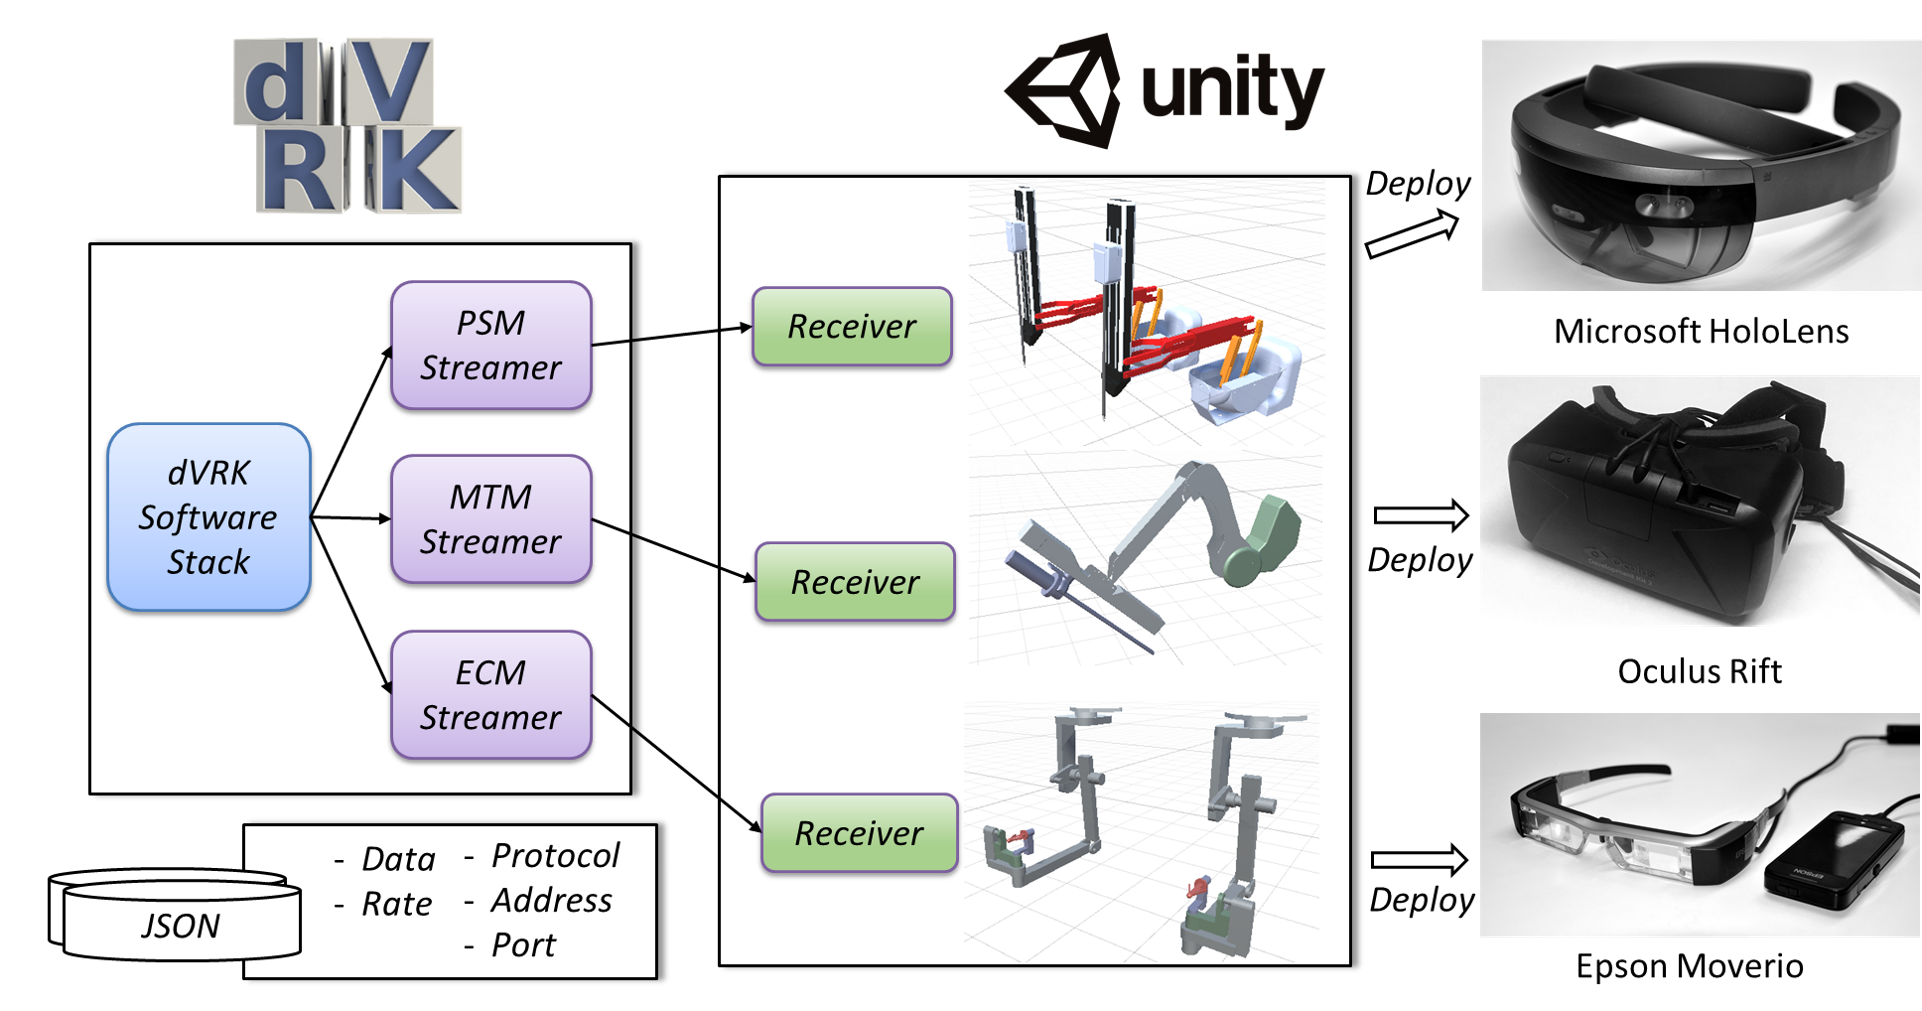 d V
R K
unity
dVRK
Software
Stack
PSM
Streamer
MTM
Streamer
ECM
Streamer
Receiver
Receiver
Receiver
JSON
- Data
- Rate
- Protocol
- Address
- Port
Deploy
Microsoft HoloLens
Deploy
Oculus Rift
Deploy
EPSON
Epson Moverio